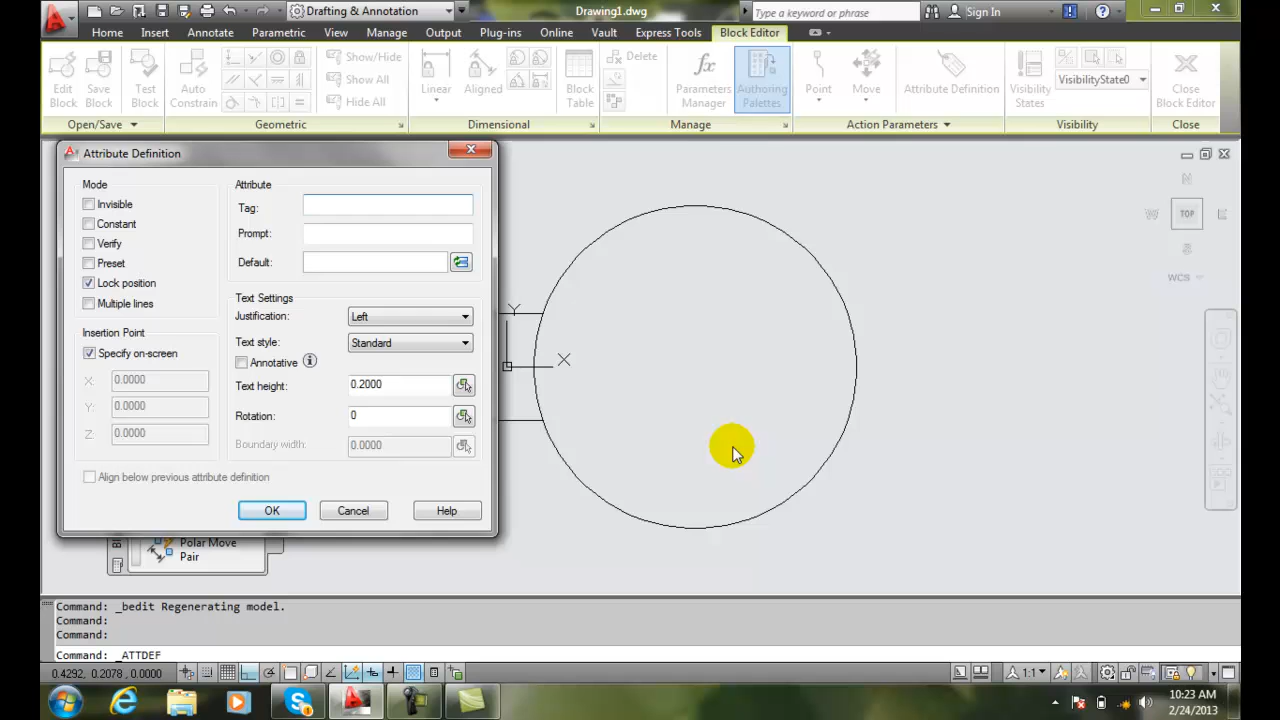 Drafting & Annotation
Drawing1.dwg
Type a keyword or phrase
Sign In
Home
Insert
Annotate
Parametric
View
Manage
Output
Plug-ins
Online
Vault
Express Tools
Block Editor
Edit
Block
Save
Block
Test
Block
Auto
Constrain
Show/Hide
Show All
Hide All
Linear
Aligned
Block
Table
Delete
Parameters
Manager
Authoring
Palettes
Point
Move
Attribute Definition
Visibility
States
VisibilityState0
Close
Block Editor
Open/Save
Geometric
Dimensional
Manage
Action Parameters
Visibility
Close
Attribute Definition
Mode
Invisible
Constant
Verify
Preset
Lock position
Multiple lines
Insertion Point
Specify on-screen
X: 0.0000
Y: 0.0000
Z: 0.0000
Attribute
Tag:
Prompt:
Default:
Text Settings
Justification: Left
Text style: Standard
Annotative
Text height: 0.2000
Rotation: 0
Boundary width: 0.0000
Align below previous attribute definition
OK
Cancel
Help
Polar Move
Pair
Y
X
N
W
TOP
E
S
WCS
Command: _bedit Regenerating model.
Command:
Command:
Command: _ATTDEF
0.4292, 0.2078, 0.0000
1:1
10:23 AM
2/24/2013